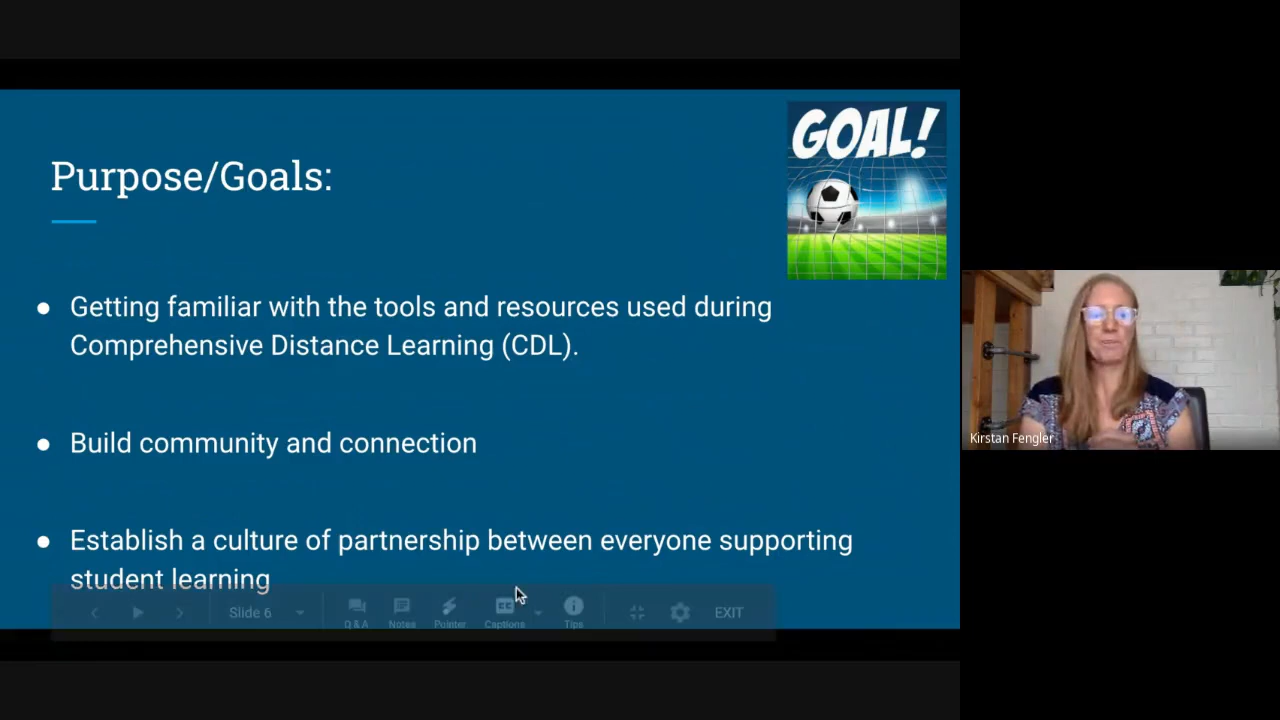 GOAL!
Purpose/Goals:
● Getting familiar with the tools and resources used during
Comprehensive Distance Learning (CDL).
● Build community and connection
● Establish a culture of partnership between everyone supporting
student learning
Slide 6
CC
Q & A
Notes
Pointer
Captions
Tips
EXIT
Kirstan Fengler